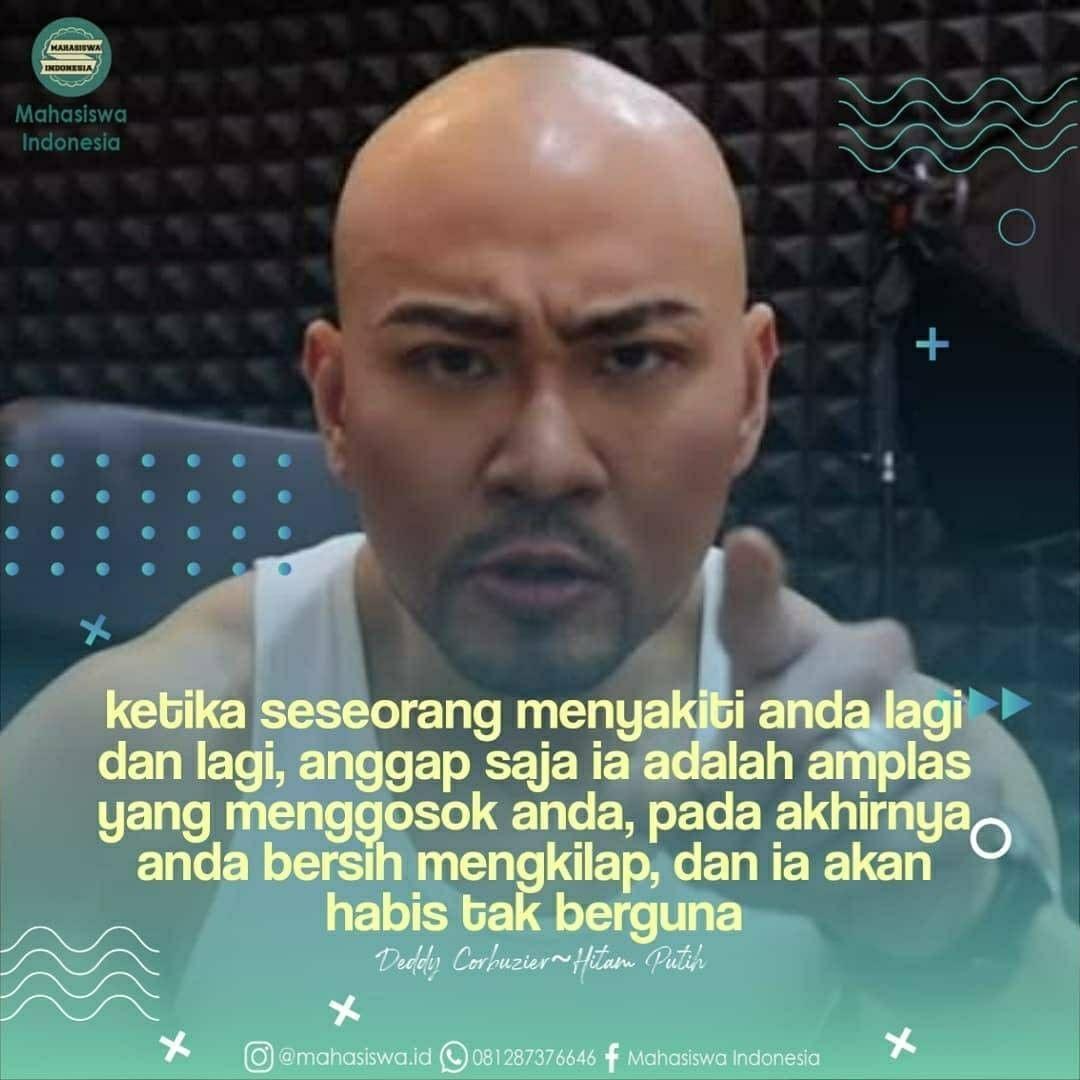 MAHASISWA
INDONESIA
Mahasiswa
Indonesia
ketika seseorang menyakiti anda lagi
dan lagi, anggap saja ia adalah amplas
yang menggosok anda, pada akhirnya
anda bersih mengkilap, dan ia akan
habis tak berguna
Deddy Corbuzier~Hitam Putih
@mahasiswa.id 081287376646 Mahasiswa Indonesia